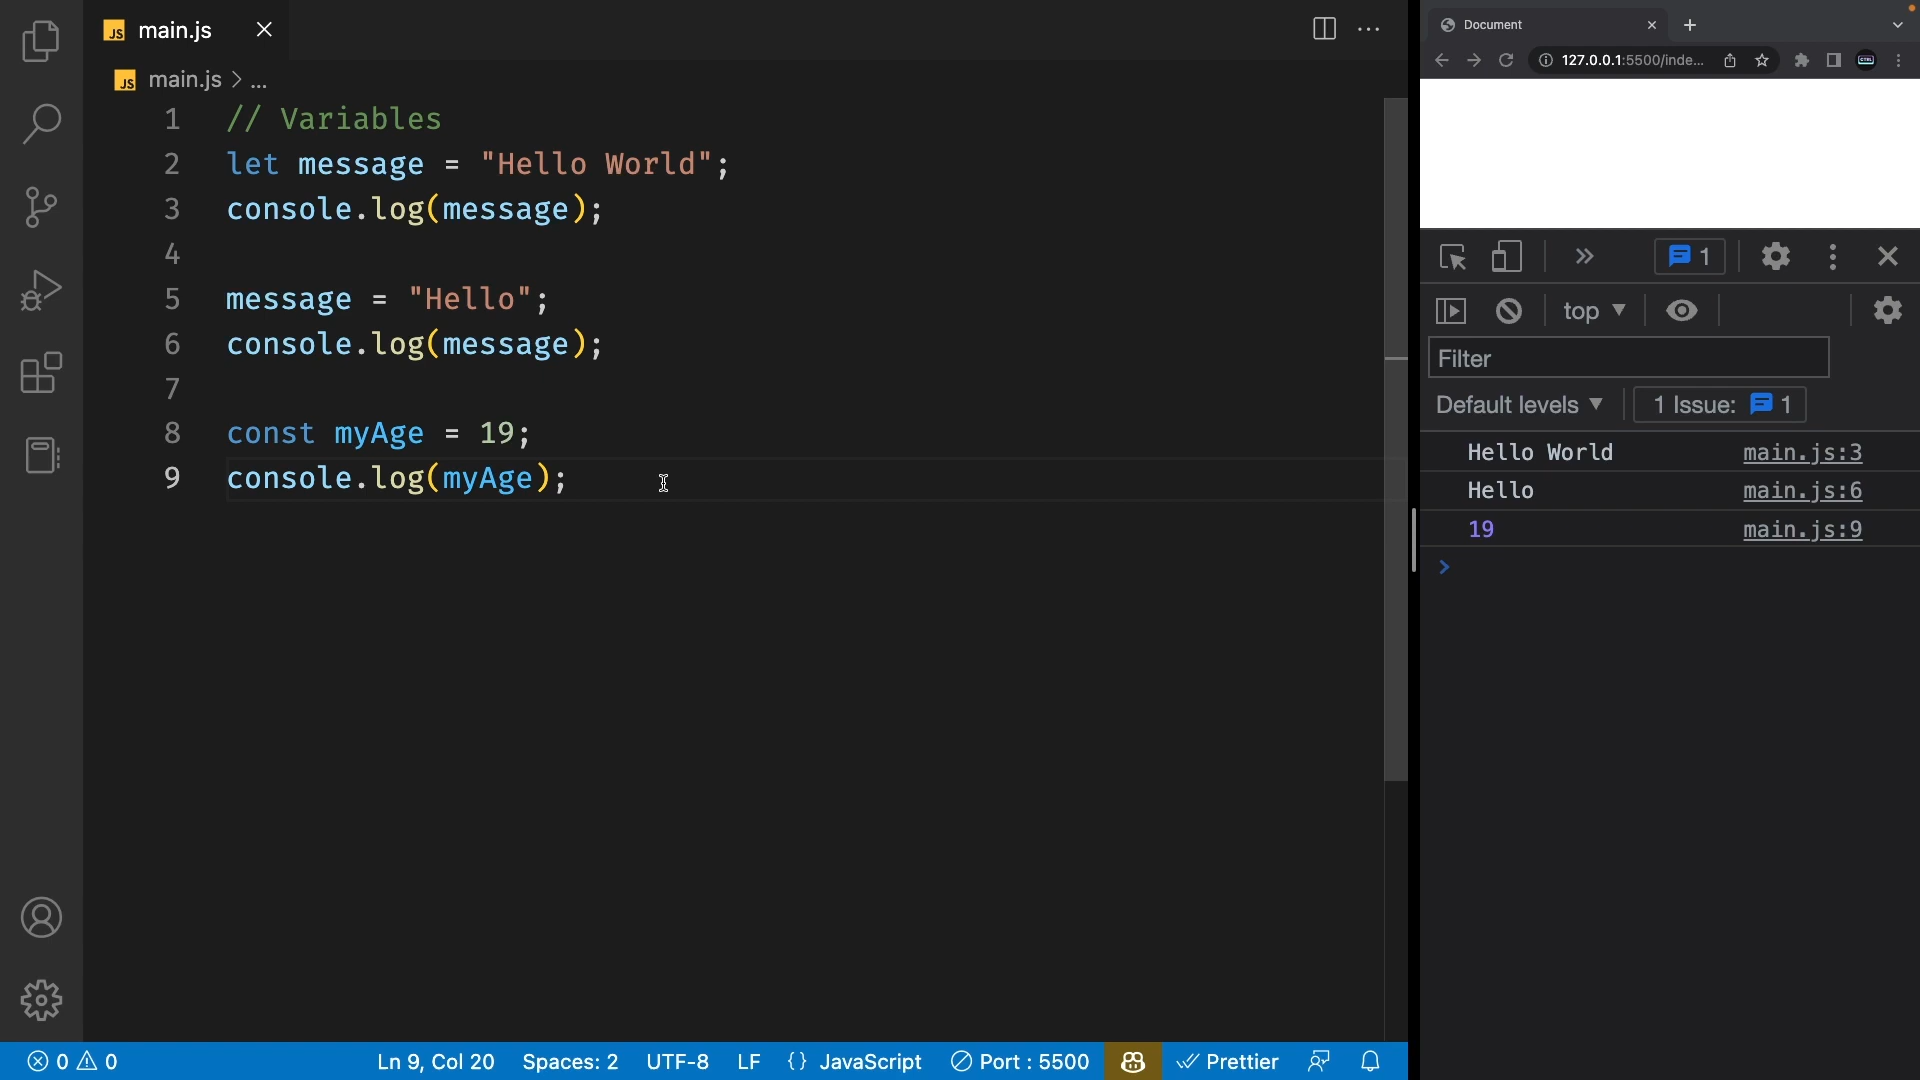 main.js
main.js > ...
1 // Variables
2 let message = "Hello World";
3 console.log(message);
4
5 message = "Hello";
6 console.log(message);
7
8 const myAge = 19;
9 console.log(myAge);
0 0 Ln 9, Col 20 Spaces: 2 UTF-8 LF {} JavaScript Port : 5500 Prettier
Document
127.0.0.1:5500/inde...
1
top
Filter
Default levels 1 Issue: 1
Hello World main.js:3
Hello main.js:6
19 main.js:9